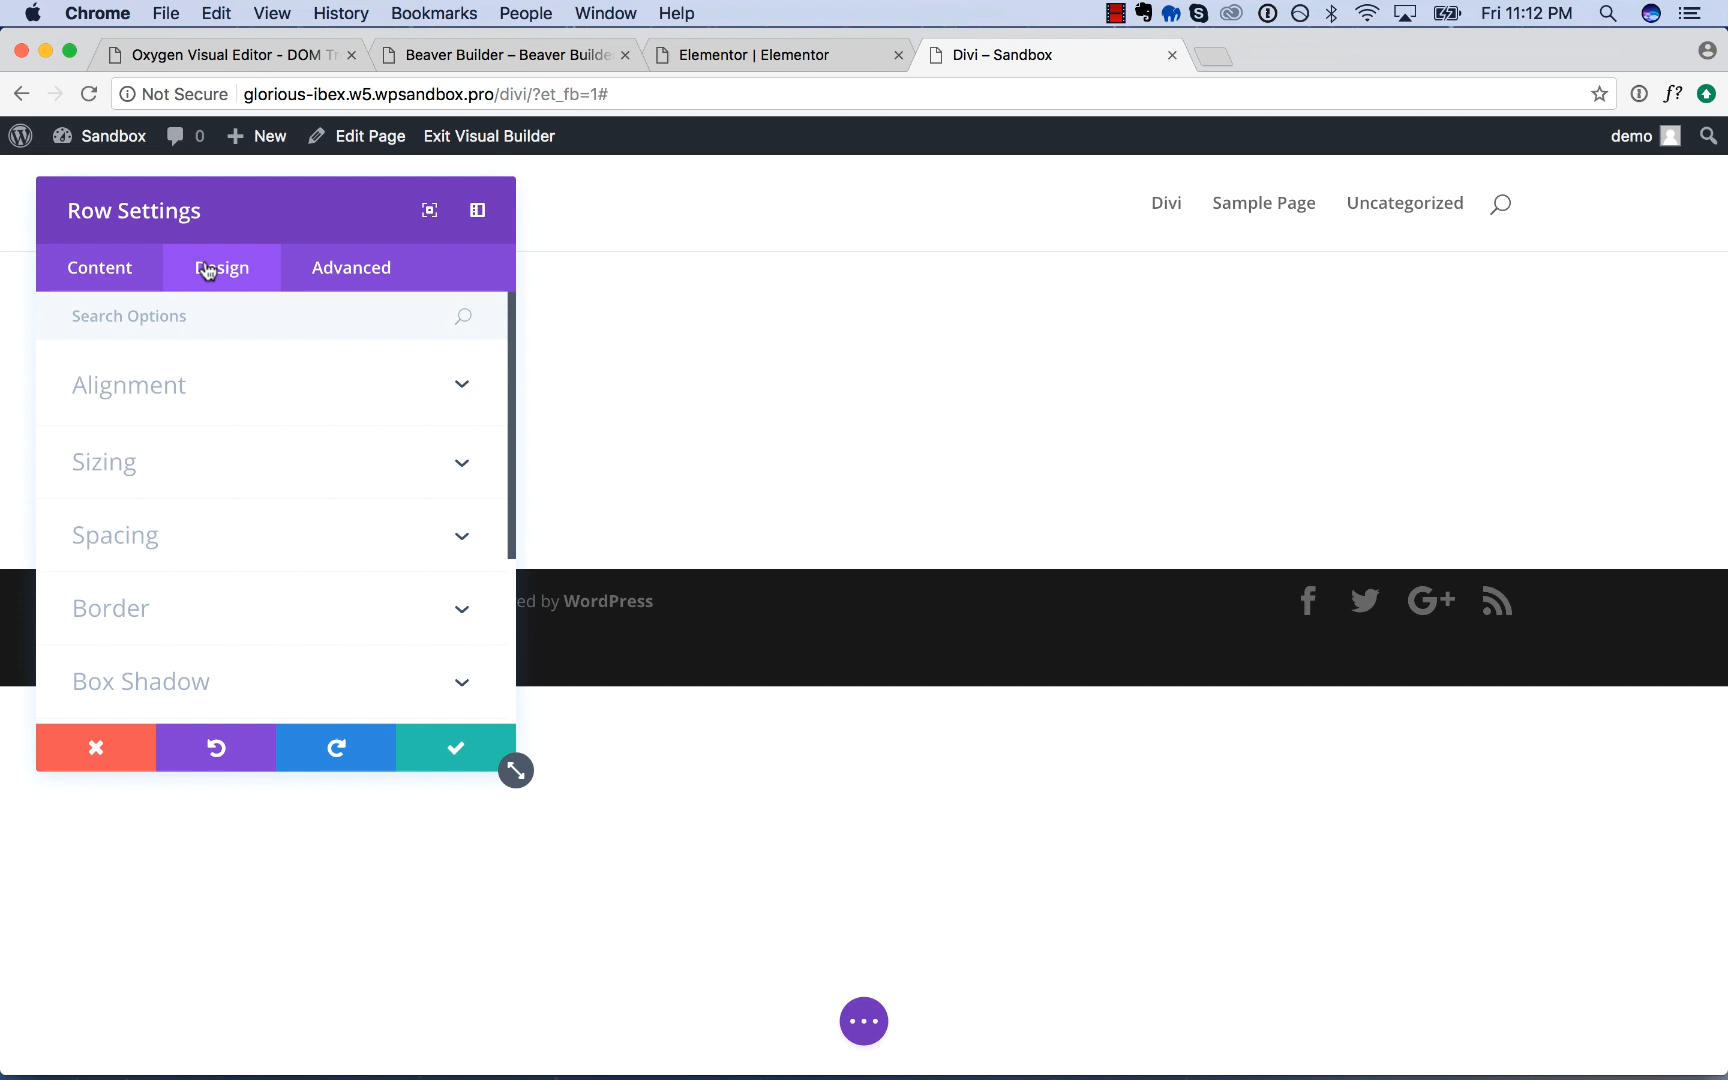 Chrome File Edit View History Bookmarks People Window Help Fri 11:12 PM
Oxygen Visual Editor - DOM Tr Beaver Builder – Beaver Builde Elementor | Elementor Divi – Sandbox
Not Secure glorious-ibex.w5.wpsandbox.pro/divi/?et_fb=1# f?
Sandbox 0 New Edit Page Exit Visual Builder demo
Row Settings
Divi Sample Page Uncategorized
Content Design Advanced
Search Options
Alignment
Sizing
Spacing
Border
Box Shadow
ed by WordPress